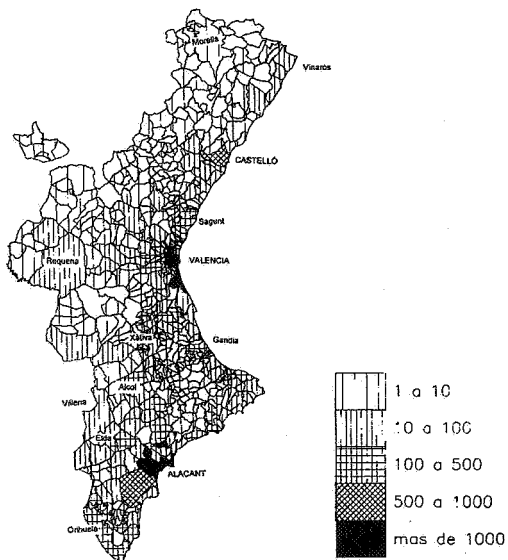 Morella
Vinaròs
CASTELLÓ
Sagunt
Requena
VALENCIA
Xàtiva
Gandia
Alcoi
Villena
Elda
ALACANT
Orihuela
1 a 10
10 a 100
100 a 500
500 a 1000
mas de 1000